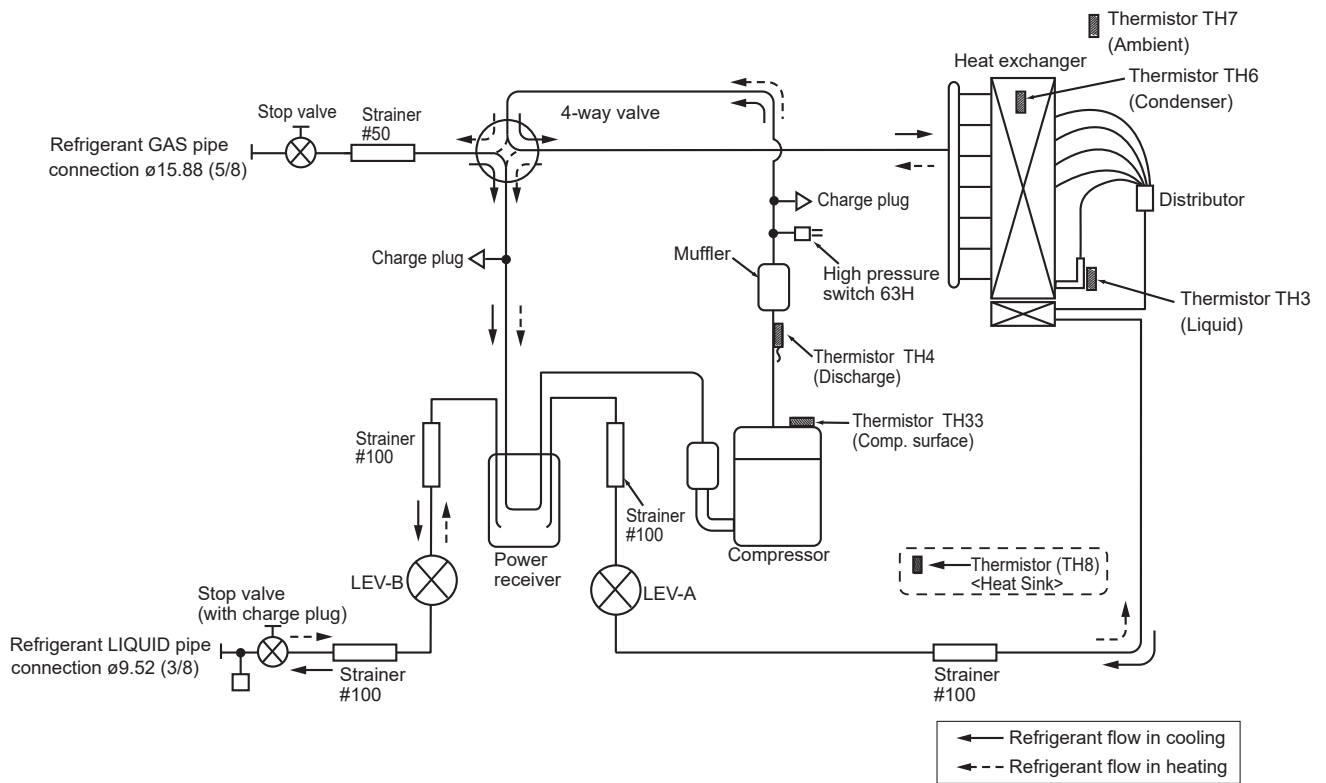 Thermistor TH7
(Ambient)
Heat exchanger
Thermistor TH6
(Condenser)
Stop valve
Strainer
#50
4-way valve
Refrigerant GAS pipe
connection ø15.88 (5/8)
Charge plug
Distributor
Charge plug
Muffler
High pressure
switch 63H
Thermistor TH3
(Liquid)
Thermistor TH4
(Discharge)
Thermistor TH33
(Comp. surface)
Strainer
#100
Strainer
#100
Compressor
Power
receiver
LEV-B
LEV-A
Thermistor (TH8)
<Heat Sink>
Stop valve
(with charge plug)
Refrigerant LIQUID pipe
connection ø9.52 (3/8)
Strainer
#100
Strainer
#100
Refrigerant flow in cooling
Refrigerant flow in heating